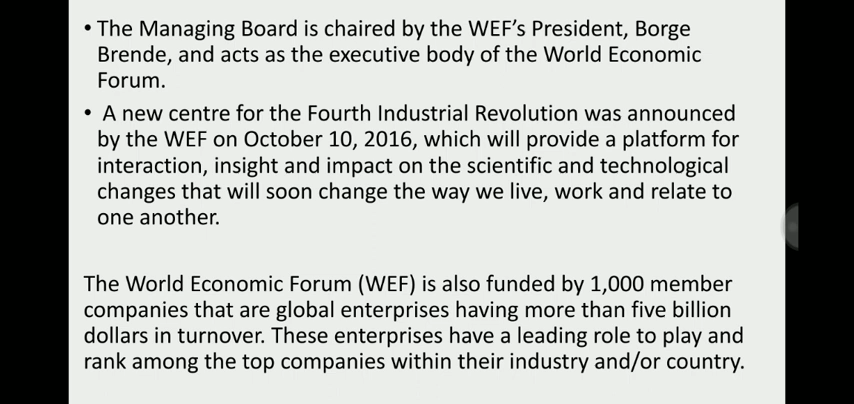 • The Managing Board is chaired by the WEF’s President, Borge
Brende, and acts as the executive body of the World Economic
Forum.
• A new centre for the Fourth Industrial Revolution was announced
by the WEF on October 10, 2016, which will provide a platform for
interaction, insight and impact on the scientific and technological
changes that will soon change the way we live, work and relate to
one another.
The World Economic Forum (WEF) is also funded by 1,000 member
companies that are global enterprises having more than five billion
dollars in turnover. These enterprises have a leading role to play and
rank among the top companies within their industry and/or country.